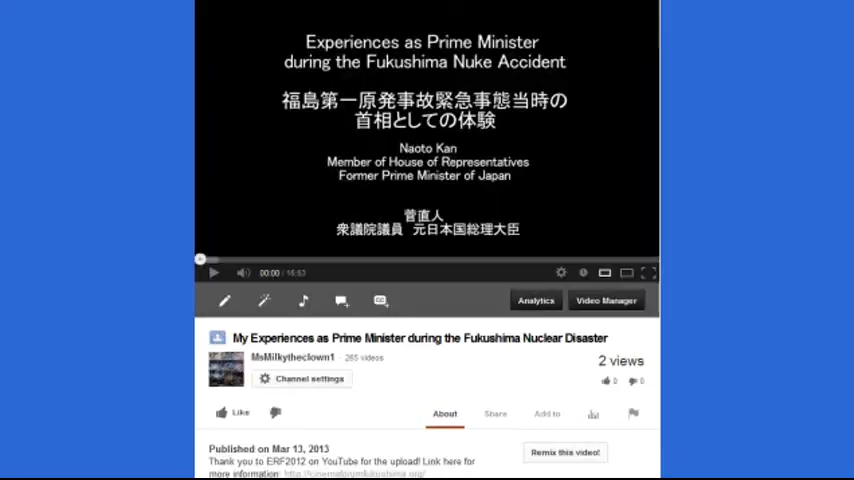 Experiences as Prime Minister
during the Fukushima Nuke Accident
福島第一原発事故緊急事態当時の
首相としての体験
Naoto Kan
Member of House of Representatives
Former Prime Minister of Japan
菅直人
衆議院議員　元日本国総理大臣
00:00 / 16:53
Analytics
Video Manager
My Experiences as Prime Minister during the Fukushima Nuclear Disaster
MsMilkytheclown1 · 265 videos
2 views
Channel settings
0 0
Like
About
Share
Add to
Published on Mar 13, 2013
Remix this video!
Thank you to ERF2012 on YouTube for the upload! Link here for
more information: http://cinemaforumfukushima.org/